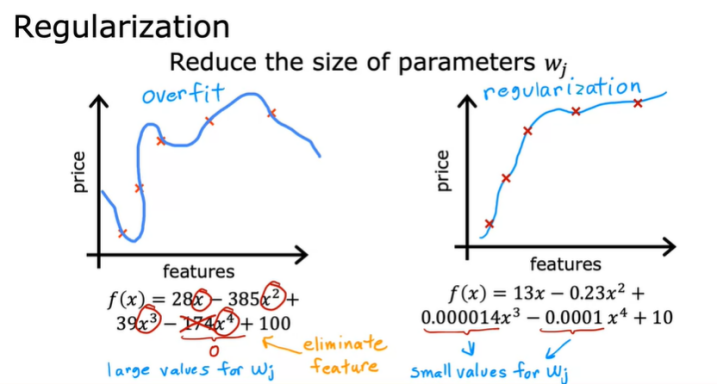 Regularization
Reduce the size of parameters wⱼ
overfit
price
features
f(x) = 28x − 385x² +
39x³ − 174x⁴ + 100
0
large values for wⱼ
eliminate
feature
regularization
price
features
f(x) = 13x − 0.23x² +
0.000014x³ − 0.0001 x⁴ + 10
small values for wⱼ